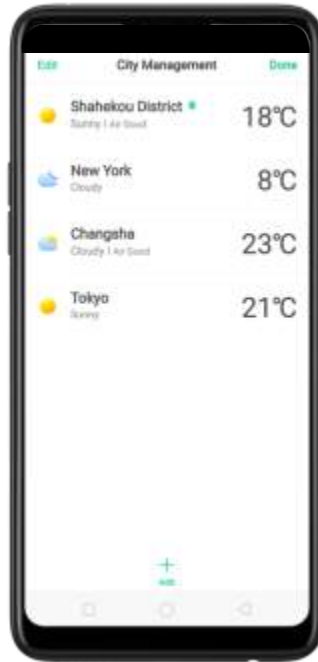 Edit City Management Done
Shahekou District 18°C
Sunny | Air Good
New York 8°C
Cloudy
Changsha 23°C
Cloudy | Air Good
Tokyo 21°C
Sunny
Add